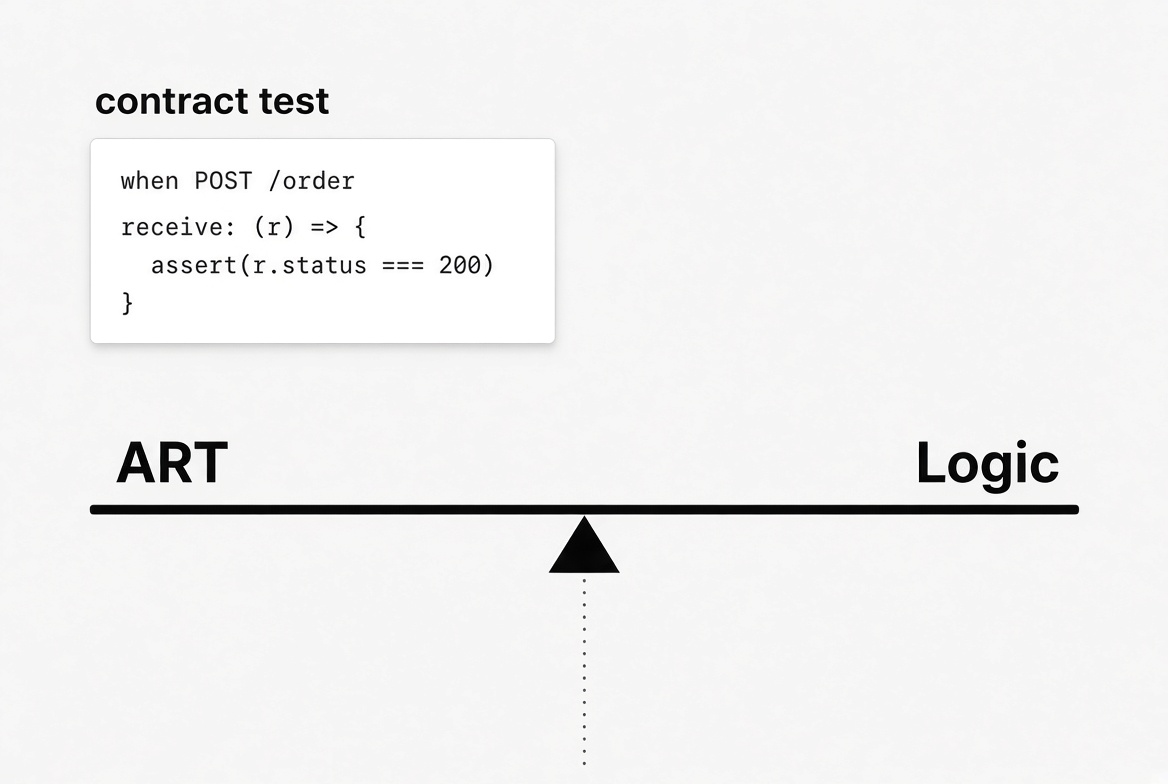 contract test
when POST /order
receive: (r) => {
  assert(r.status === 200)
}
ART
Logic